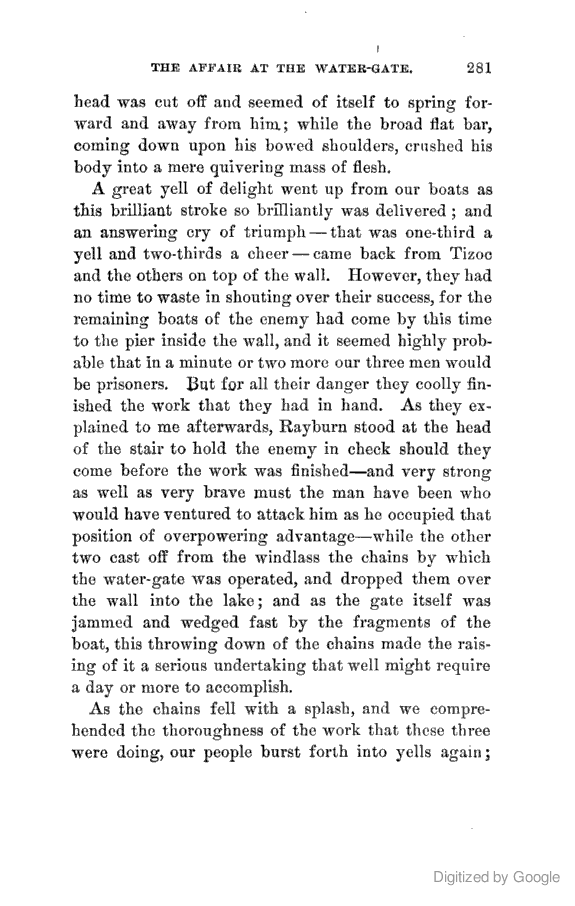 THE AFFAIR AT THE WATER-GATE. 281
head was cut off and seemed of itself to spring for-
ward and away from him; while the broad flat bar,
coming down upon his bowed shoulders, crushed his
body into a mere quivering mass of flesh.
A great yell of delight went up from our boats as
this brilliant stroke so brilliantly was delivered; and
an answering cry of triumph—that was one-third a
yell and two-thirds a cheer—came back from Tizoc
and the others on top of the wall. However, they had
no time to waste in shouting over their success, for the
remaining boats of the enemy had come by this time
to the pier inside the wall, and it seemed highly prob-
able that in a minute or two more our three men would
be prisoners. But for all their danger they coolly fin-
ished the work that they had in hand. As they ex-
plained to me afterwards, Rayburn stood at the head
of the stair to hold the enemy in check should they
come before the work was finished—and very strong
as well as very brave must the man have been who
would have ventured to attack him as he occupied that
position of overpowering advantage—while the other
two cast off from the windlass the chains by which
the water-gate was operated, and dropped them over
the wall into the lake; and as the gate itself was
jammed and wedged fast by the fragments of the
boat, this throwing down of the chains made the rais-
ing of it a serious undertaking that well might require
a day or more to accomplish.
As the chains fell with a splash, and we compre-
hended the thoroughness of the work that these three
were doing, our people burst forth into yells again;
Digitized by Google